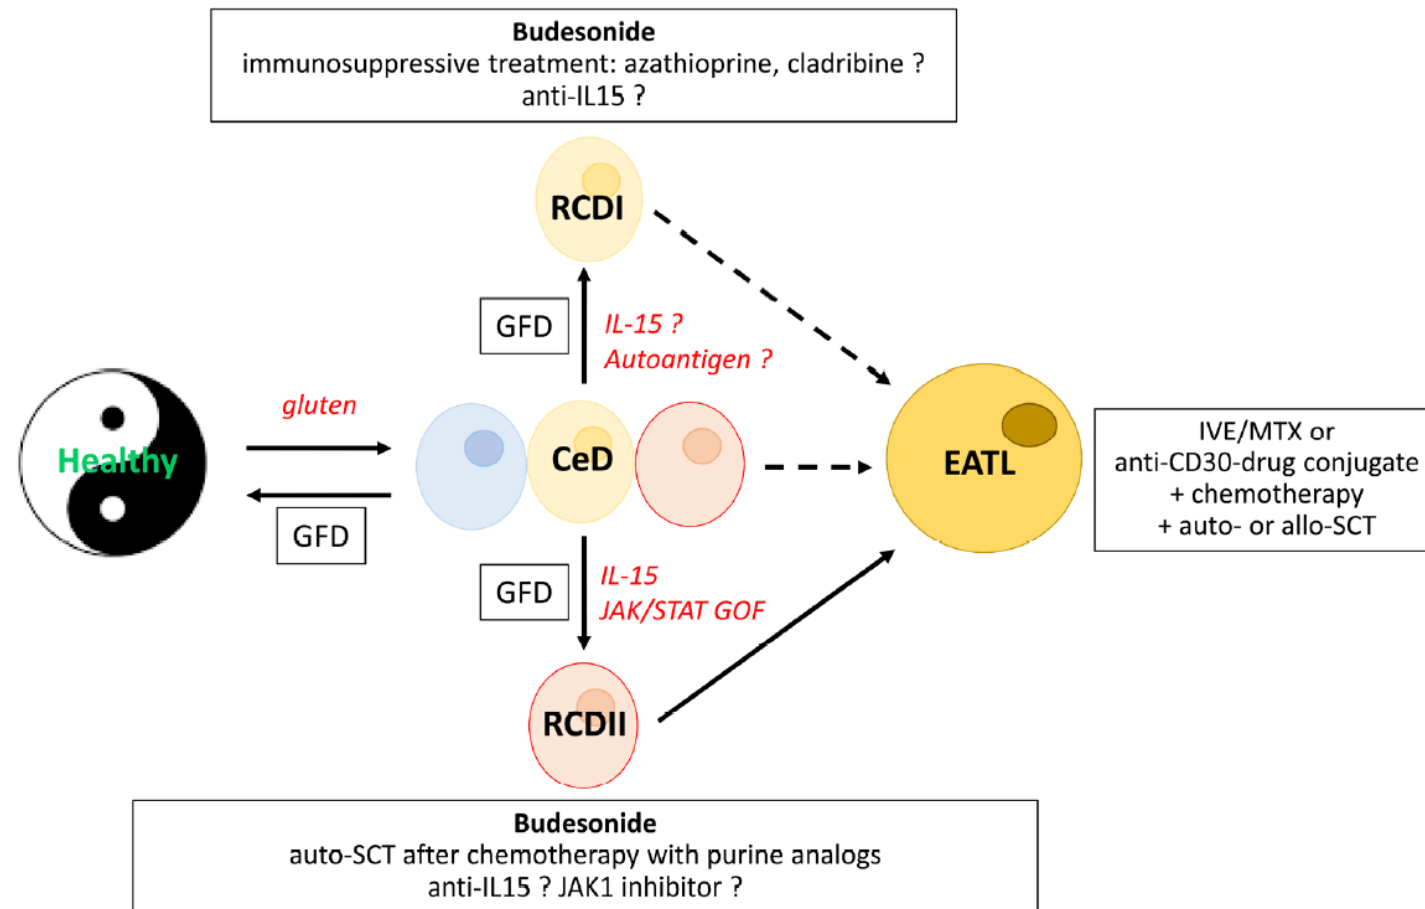 Budesonide
immunosuppressive treatment: azathioprine, cladribine ?
anti-IL15 ?
RCDI
GFD
IL-15 ?
Autoantigen ?
gluten
Healthy
GFD
CeD
EATL
IVE/MTX or
anti-CD30-drug conjugate
+ chemotherapy
+ auto- or allo-SCT
GFD
IL-15
JAK/STAT GOF
RCDII
Budesonide
auto-SCT after chemotherapy with purine analogs
anti-IL15 ? JAK1 inhibitor ?